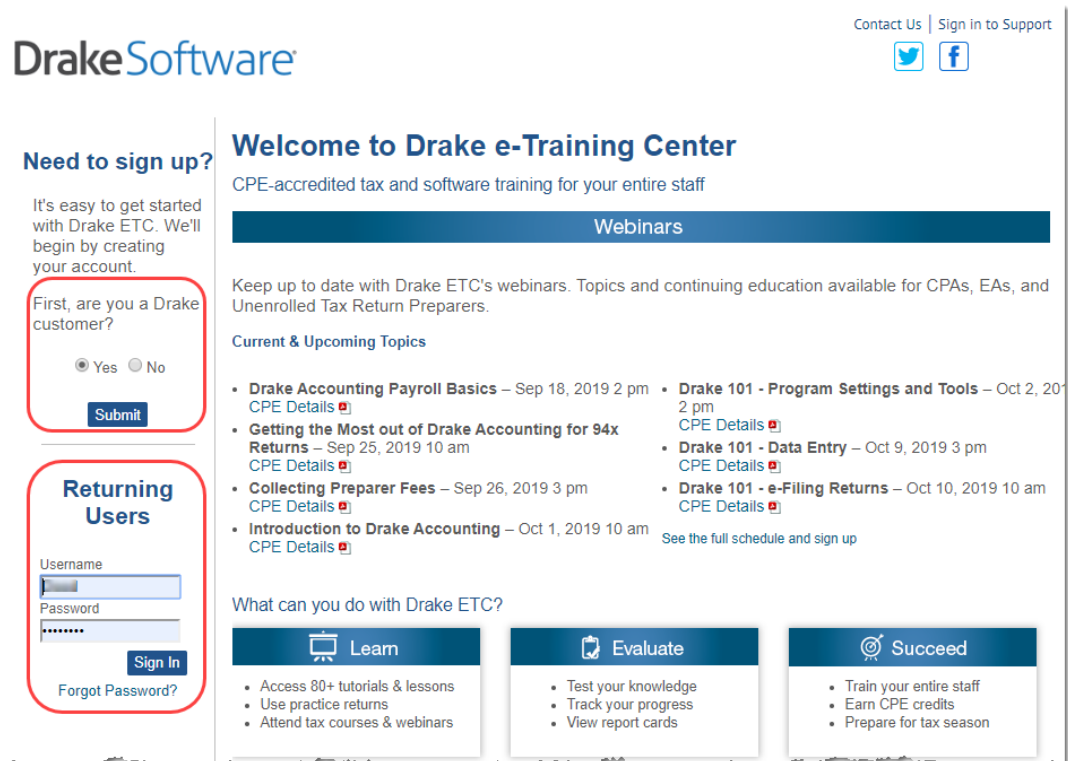 Contact Us | Sign in to Support
DrakeSoftware
Need to sign up?
It's easy to get started
with Drake ETC. We'll
begin by creating
your account.
First, are you a Drake
customer?
Yes No
Submit
Returning
Users
Username
Password
Sign In
Forgot Password?
Welcome to Drake e-Training Center
CPE-accredited tax and software training for your entire staff
Webinars
Keep up to date with Drake ETC's webinars. Topics and continuing education available for CPAs, EAs, and
Unenrolled Tax Return Preparers.
Current & Upcoming Topics
• Drake Accounting Payroll Basics – Sep 18, 2019 2 pm
CPE Details
• Getting the Most out of Drake Accounting for 94x
Returns – Sep 25, 2019 10 am
CPE Details
• Collecting Preparer Fees – Sep 26, 2019 3 pm
CPE Details
• Introduction to Drake Accounting – Oct 1, 2019 10 am
CPE Details
• Drake 101 - Program Settings and Tools – Oct 2, 201
2 pm
CPE Details
• Drake 101 - Data Entry – Oct 9, 2019 3 pm
CPE Details
• Drake 101 - e-Filing Returns – Oct 10, 2019 10 am
CPE Details
See the full schedule and sign up
What can you do with Drake ETC?
Learn
• Access 80+ tutorials & lessons
• Use practice returns
• Attend tax courses & webinars
Evaluate
• Test your knowledge
• Track your progress
• View report cards
Succeed
• Train your entire staff
• Earn CPE credits
• Prepare for tax season